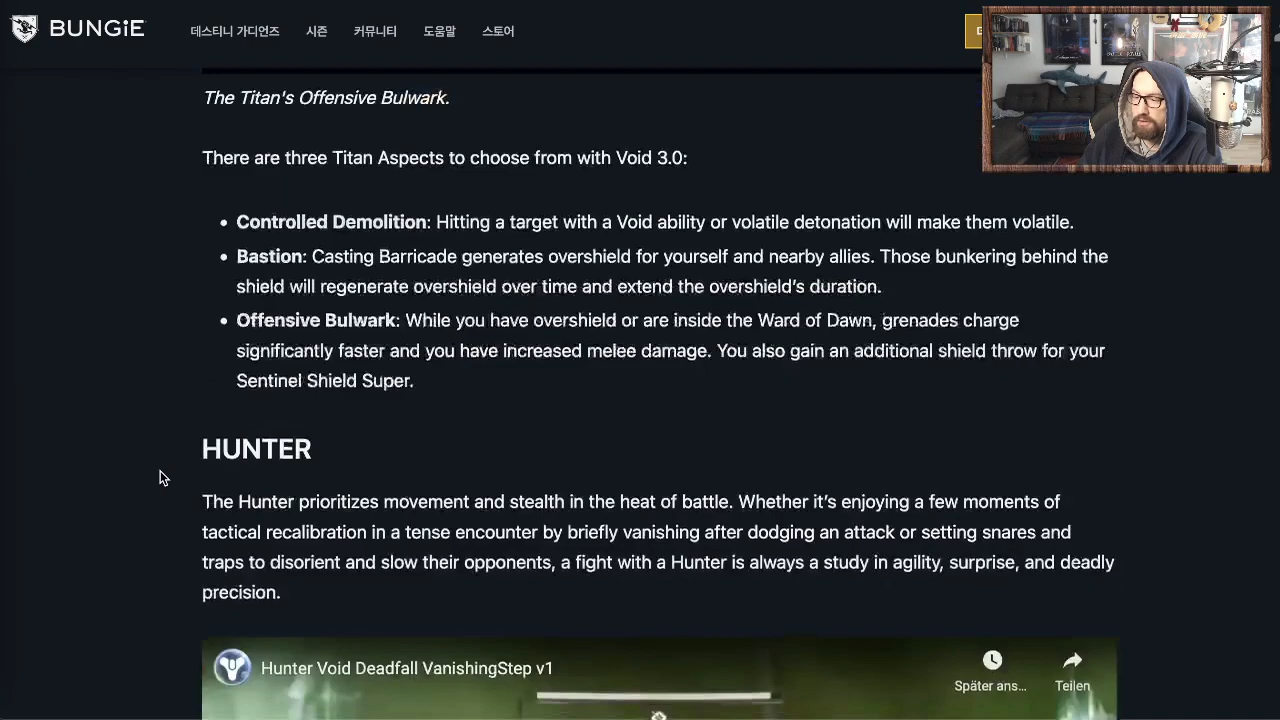 BUNGiE
데스티니 가디언즈 시즌 커뮤니티 도움말 스토어
The Titan's Offensive Bulwark.
There are three Titan Aspects to choose from with Void 3.0:
• Controlled Demolition: Hitting a target with a Void ability or volatile detonation will make them volatile.
• Bastion: Casting Barricade generates overshield for yourself and nearby allies. Those bunkering behind the
shield will regenerate overshield over time and extend the overshield's duration.
• Offensive Bulwark: While you have overshield or are inside the Ward of Dawn, grenades charge
significantly faster and you have increased melee damage. You also gain an additional shield throw for your
Sentinel Shield Super.
HUNTER
The Hunter prioritizes movement and stealth in the heat of battle. Whether it's enjoying a few moments of
tactical recalibration in a tense encounter by briefly vanishing after dodging an attack or setting snares and
traps to disorient and slow their opponents, a fight with a Hunter is always a study in agility, surprise, and deadly
precision.
Hunter Void Deadfall VanishingStep v1
Später ans... Teilen